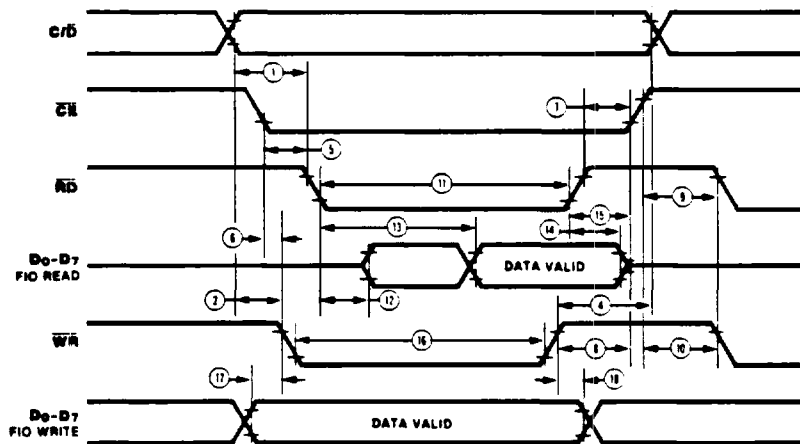 C/D̅
1
C̅E̅
7
5
R̅D̅
11
9
15
13
14
6
D0-D7
FIO READ
DATA VALID
2
12
4
W̅R̅
16
8
10
17
18
D0-D7
FIO WRITE
DATA VALID